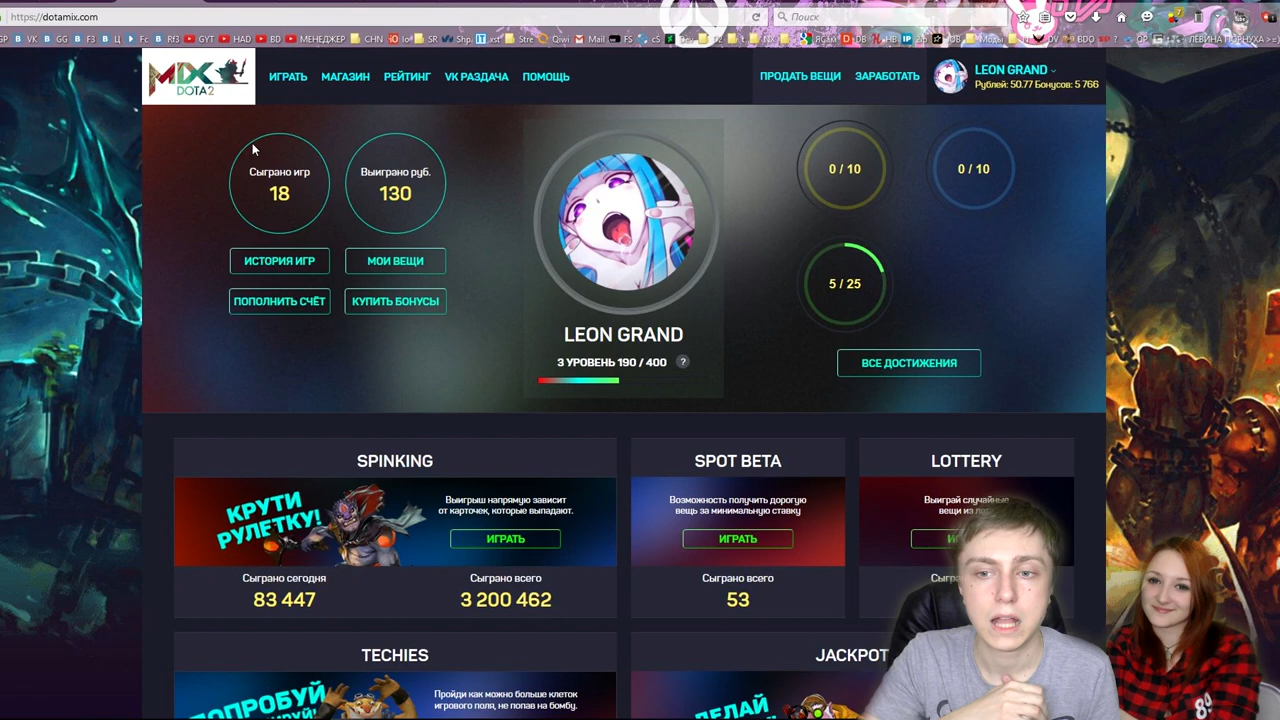 https://dotamix.com
Поиск
MIX
DOTA2
ИГРАТЬ
МАГАЗИН
РЕЙТИНГ
VK РАЗДАЧА
ПОМОЩЬ
ПРОДАТЬ ВЕЩИ
ЗАРАБОТАТЬ
LEON GRAND
Рублей: 50.77 Бонусов: 5 766
Сыграно игр
18
Выиграно руб.
130
ИСТОРИЯ ИГР
МОИ ВЕЩИ
ПОПОЛНИТЬ СЧЁТ
КУПИТЬ БОНУСЫ
LEON GRAND
3 УРОВЕНЬ 190 / 400
?
0 / 10
0 / 10
5 / 25
ВСЕ ДОСТИЖЕНИЯ
SPINKING
КРУТИ
РУЛЕТКУ!
Выигрыш напрямую зависит
от карточек, которые выпадают.
ИГРАТЬ
Сыграно сегодня
83 447
Сыграно всего
3 200 462
SPOT BETA
Возможность получить дорогую
вещь за минимальную ставку
ИГРАТЬ
Сыграно всего
53
LOTTERY
Выиграй случайные
вещи из
TECHIES
ПОПРОБУЙ
Пройди как можно больше клеток
игрового поля, не попав на бомбу.
JACKPOT
ДЕЛАЙ